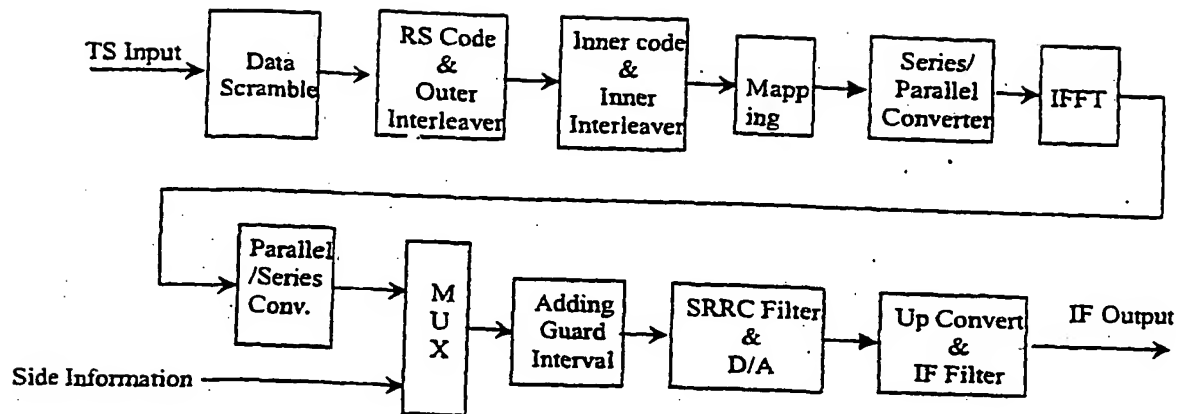 TS Input
Data
Scramble
RS Code
&
Outer
Interleaver
Inner code
&
Inner
Interleaver
Mapp
ing
Series/
Parallel
Converter
IFFT
Parallel
/Series
Conv.
M
U
X
Adding
Guard
Interval
SRRC Filter
&
D/A
Up Convert
&
IF Filter
IF Output
Side Information